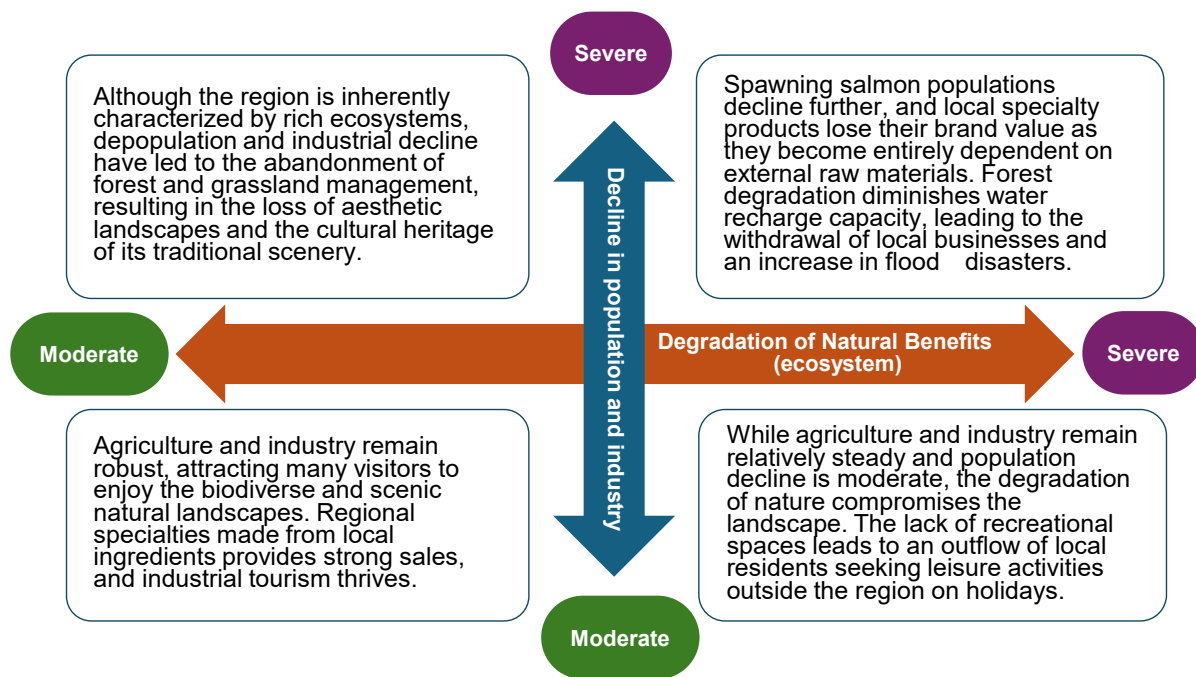 Severe
Although the region is inherently
characterized by rich ecosystems,
depopulation and industrial decline
have led to the abandonment of
forest and grassland management,
resulting in the loss of aesthetic
landscapes and the cultural heritage
of its traditional scenery.
Spawning salmon populations
decline further, and local specialty
products lose their brand value as
they become entirely dependent on
external raw materials. Forest
degradation diminishes water
recharge capacity, leading to the
withdrawal of local businesses and
an increase in flood disasters.
Decline in population and industry
Moderate
Degradation of Natural Benefits
(ecosystem)
Severe
Agriculture and industry remain
robust, attracting many visitors to
enjoy the biodiverse and scenic
natural landscapes. Regional
specialties made from local
ingredients provides strong sales,
and industrial tourism thrives.
While agriculture and industry remain
relatively steady and population
decline is moderate, the degradation
of nature compromises the
landscape. The lack of recreational
spaces leads to an outflow of local
residents seeking leisure activities
outside the region on holidays.
Moderate